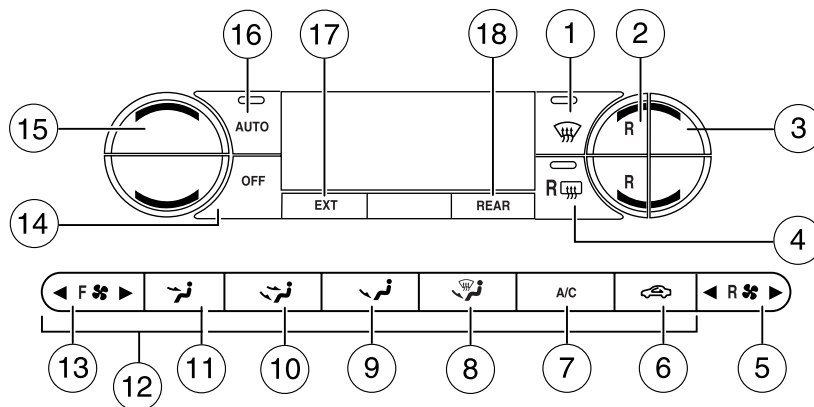 16 17 18 1 2
15 AUTO R 3
OFF R R
14 EXT REAR 4
◄ F ► A/C ◄ R ►
13 12 11 10 9 8 7 6 5